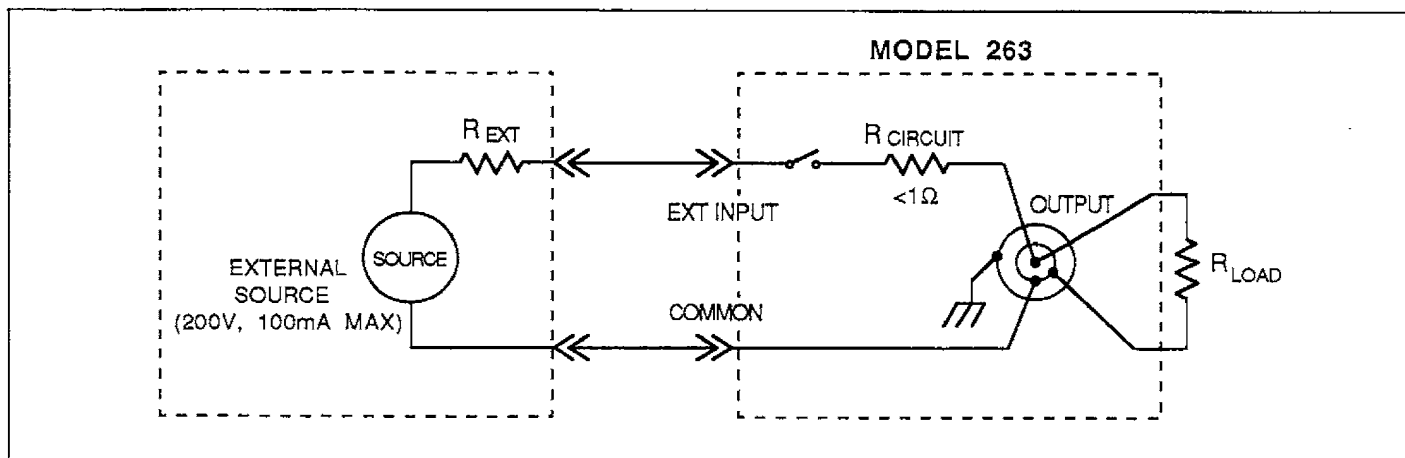 MODEL 263
R EXT
R CIRCUIT
<1Ω
EXT INPUT
OUTPUT
SOURCE
EXTERNAL
SOURCE
(200V, 100mA MAX)
R LOAD
COMMON